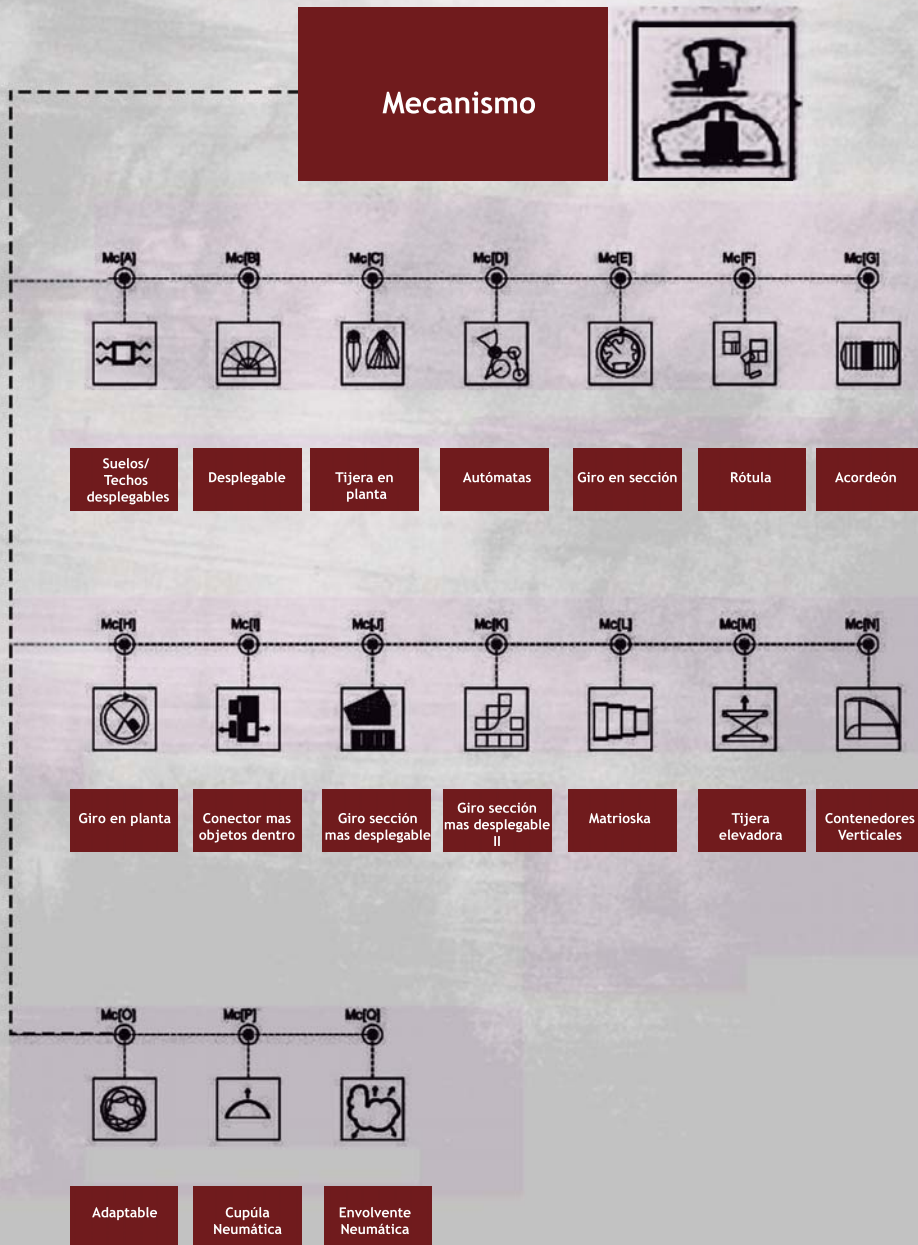 Mecanismo
Mc[A] Mc[B] Mc[C] Mc[D] Mc[E] Mc[F] Mc[G]
Suelos/
Techos
desplegables
Desplegable
Tijera en
planta
Autómatas
Giro en sección
Rótula
Acordeón
Mc[H] Mc[I] Mc[J] Mc[K] Mc[L] Mc[M] Mc[N]
Giro en planta
Conector mas
objetos dentro
Giro sección
mas desplegable
Giro sección
mas desplegable
II
Matrioska
Tijera
elevadora
Contenedores
Verticales
Mc[O] Mc[P] Mc[Q]
Adaptable
Cupúla
Neumática
Envolvente
Neumática